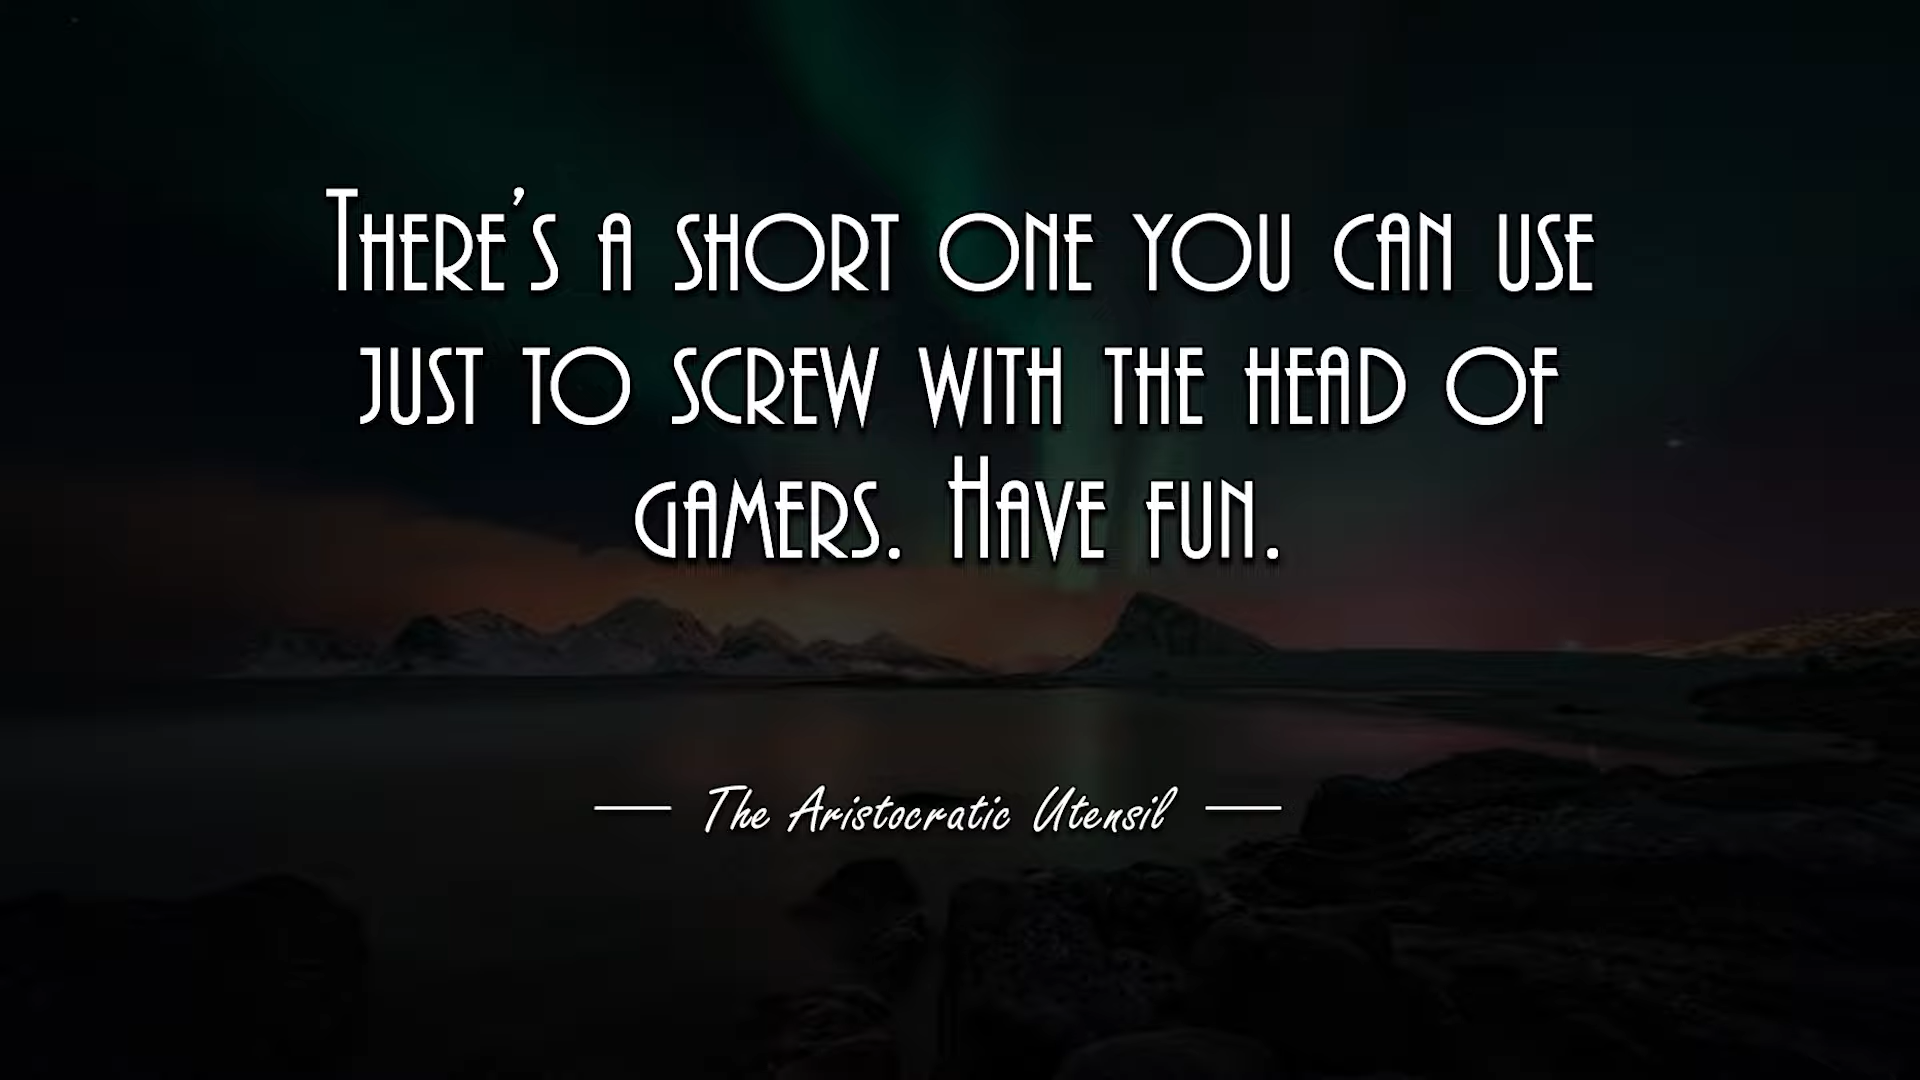 There's a short one you can use
just to screw with the head of
gamers. Have fun.
The Aristocratic Utensil